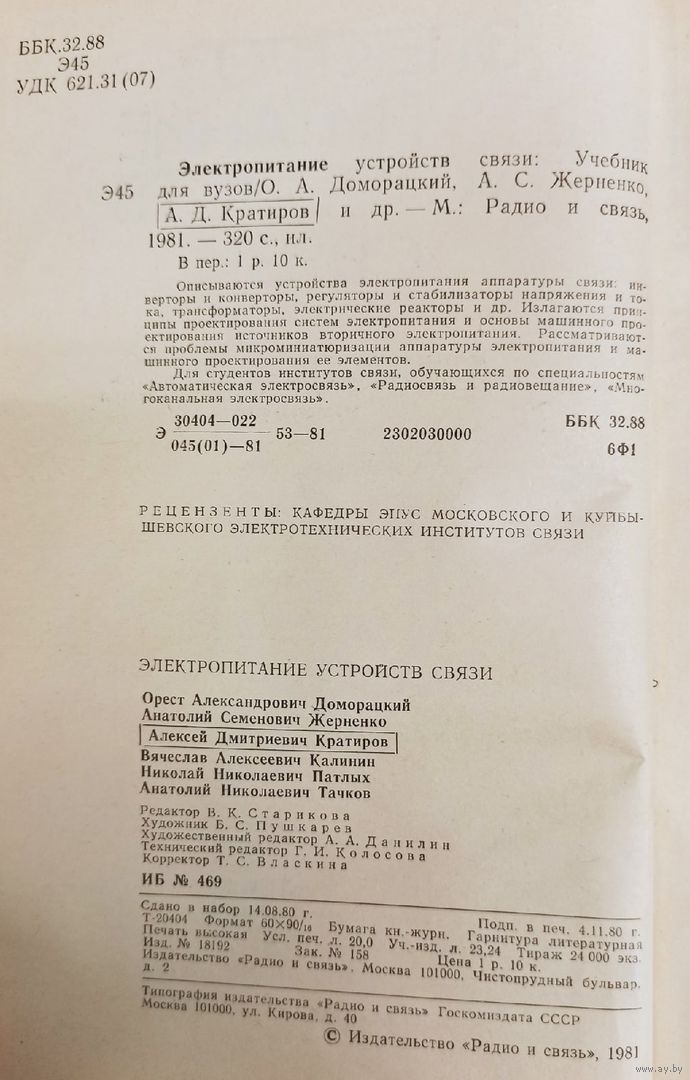 ББК.32.88
Э45
УДК 621.31(07)
Электропитание устройств связи: Учебник
Э45 для вузов/О. А. Доморацкий, А. С. Жерненко,
А. Д. Кратиров и др. — М.: Радио и связь,
1981. — 320 с., ил.
В пер.: 1 р. 10 к.
Описываются устройства электропитания аппаратуры связи: ин-
верторы и конверторы, регуляторы и стабилизаторы напряжения и то-
ка, трансформаторы, электрические реакторы и др. Излагаются прин-
ципы проектирования систем электропитания и основы машинного про-
ектирования источников вторичного электропитания. Рассматривают-
ся проблемы микроминиатюризации аппаратуры электропитания и ма-
шинного проектирования ее элементов.
Для студентов институтов связи, обучающихся по специальностям
«Автоматическая электросвязь», «Радиосвязь и радиовещание», «Мно-
гоканальная электросвязь».
Э 30404—022
045(01)—81 53—81 2302030000 ББК 32.88
6Ф1
РЕЦЕНЗЕНТЫ: КАФЕДРЫ ЭПУС МОСКОВСКОГО И КУЙБЫ-
ШЕВСКОГО ЭЛЕКТРОТЕХНИЧЕСКИХ ИНСТИТУТОВ СВЯЗИ
ЭЛЕКТРОПИТАНИЕ УСТРОЙСТВ СВЯЗИ
Орест Александрович Доморацкий
Анатолий Семенович Жерненко
Алексей Дмитриевич Кратиров
Вячеслав Алексеевич Калинин
Николай Николаевич Патлых
Анатолий Николаевич Тачков
Редактор В. К. Старикова
Художник Б. С. Пушкарев
Художественный редактор А. А. Данилин
Технический редактор Г. И. Колосова
Корректор Т. С. Власкина
ИБ № 469
Сдано в набор 14.08.80 г. Подп. в печ. 4.11.80 г.
Т-20404 Формат 60×90/16 Бумага кн.-журн. Гарнитура литературная
Печать высокая Усл. печ. л. 20,0 Уч.-изд. л. 23,24 Тираж 24 000 экз.
Изд. № 18192 Зак. № 158 Цена 1 р. 10 к.
Издательство «Радио и связь», Москва 101000, Чистопрудный бульвар,
д. 2
Типография издательства «Радио и связь» Госкомиздата СССР
Москва 101000, ул. Кирова, д. 40
© Издательство «Радио и связь», 1981
www.ay.by